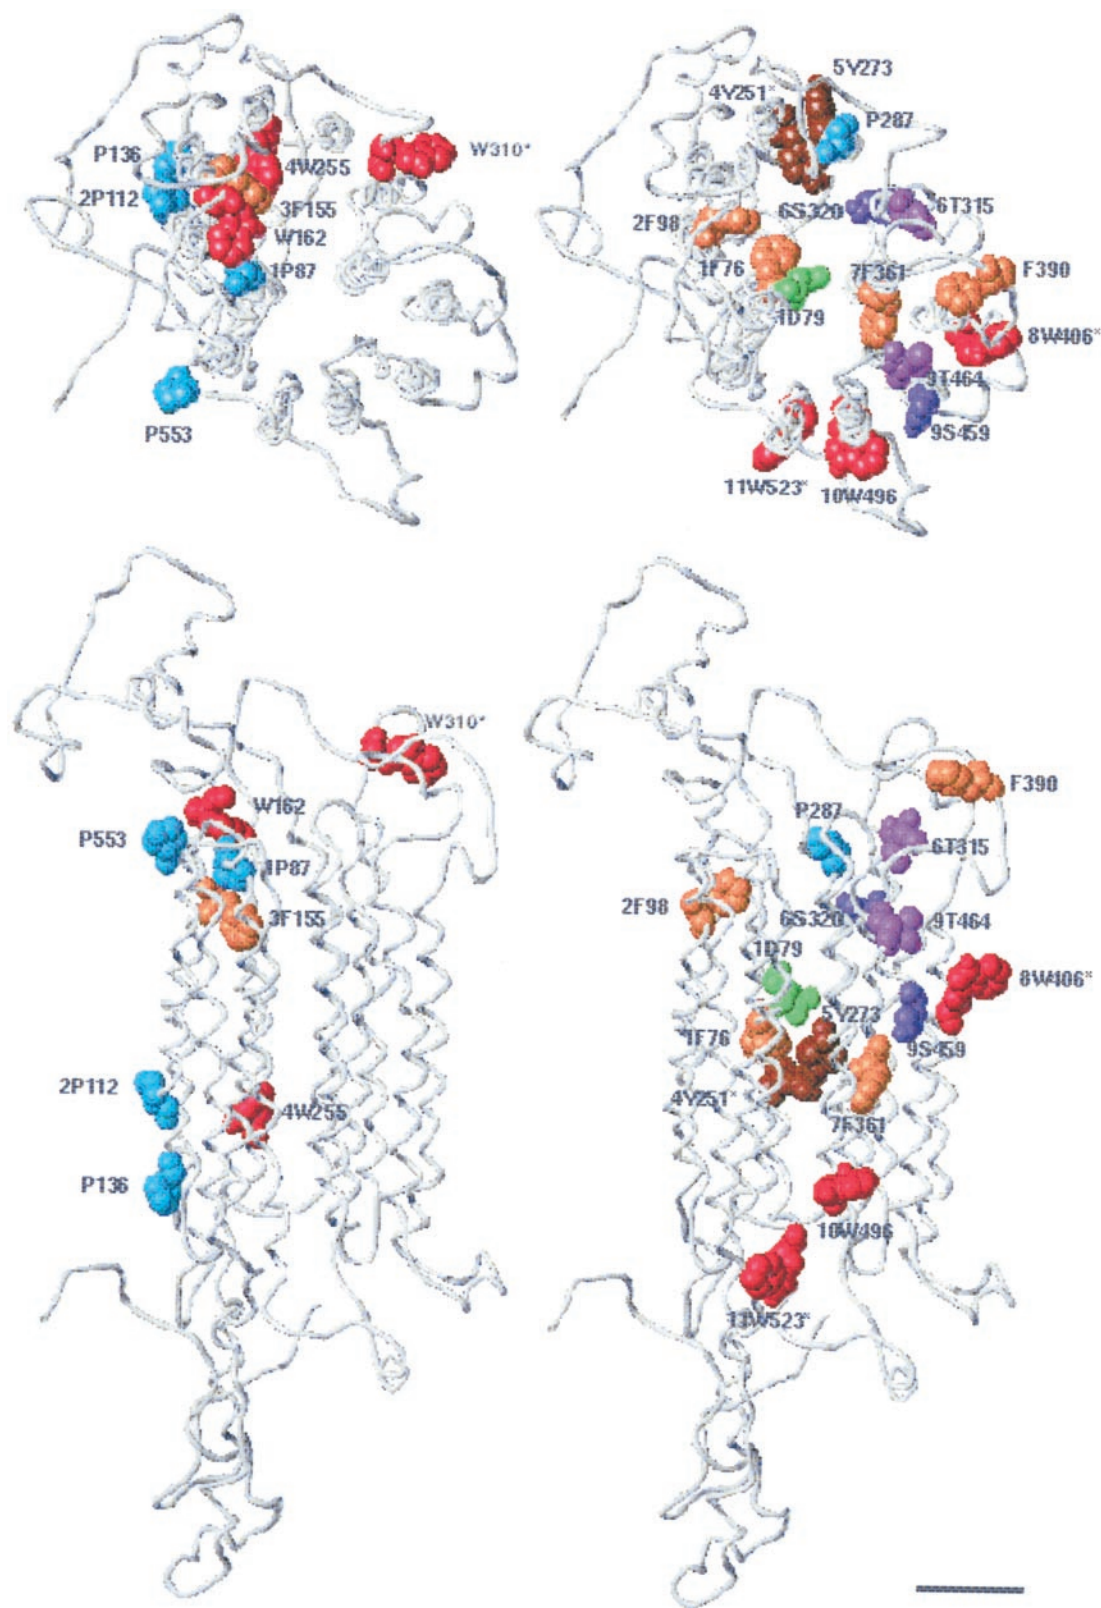 P136
2P112
4W255
3F155
W162
1P87
P553
W310*
5Y273
4Y251*
P287
2F98
6S320
6T315
1F76
7F361
F390
1D79
8W406*
9T464
9S459
11W523*
10W496
W310*
W162
P553
1P87
3F155
2P112
4W255
P136
F390
P287
6T315
2F98
6S320
9T464
1D79
8W406*
5Y273
1F76
9S459
4Y251*
7F361
10W496
11W523*